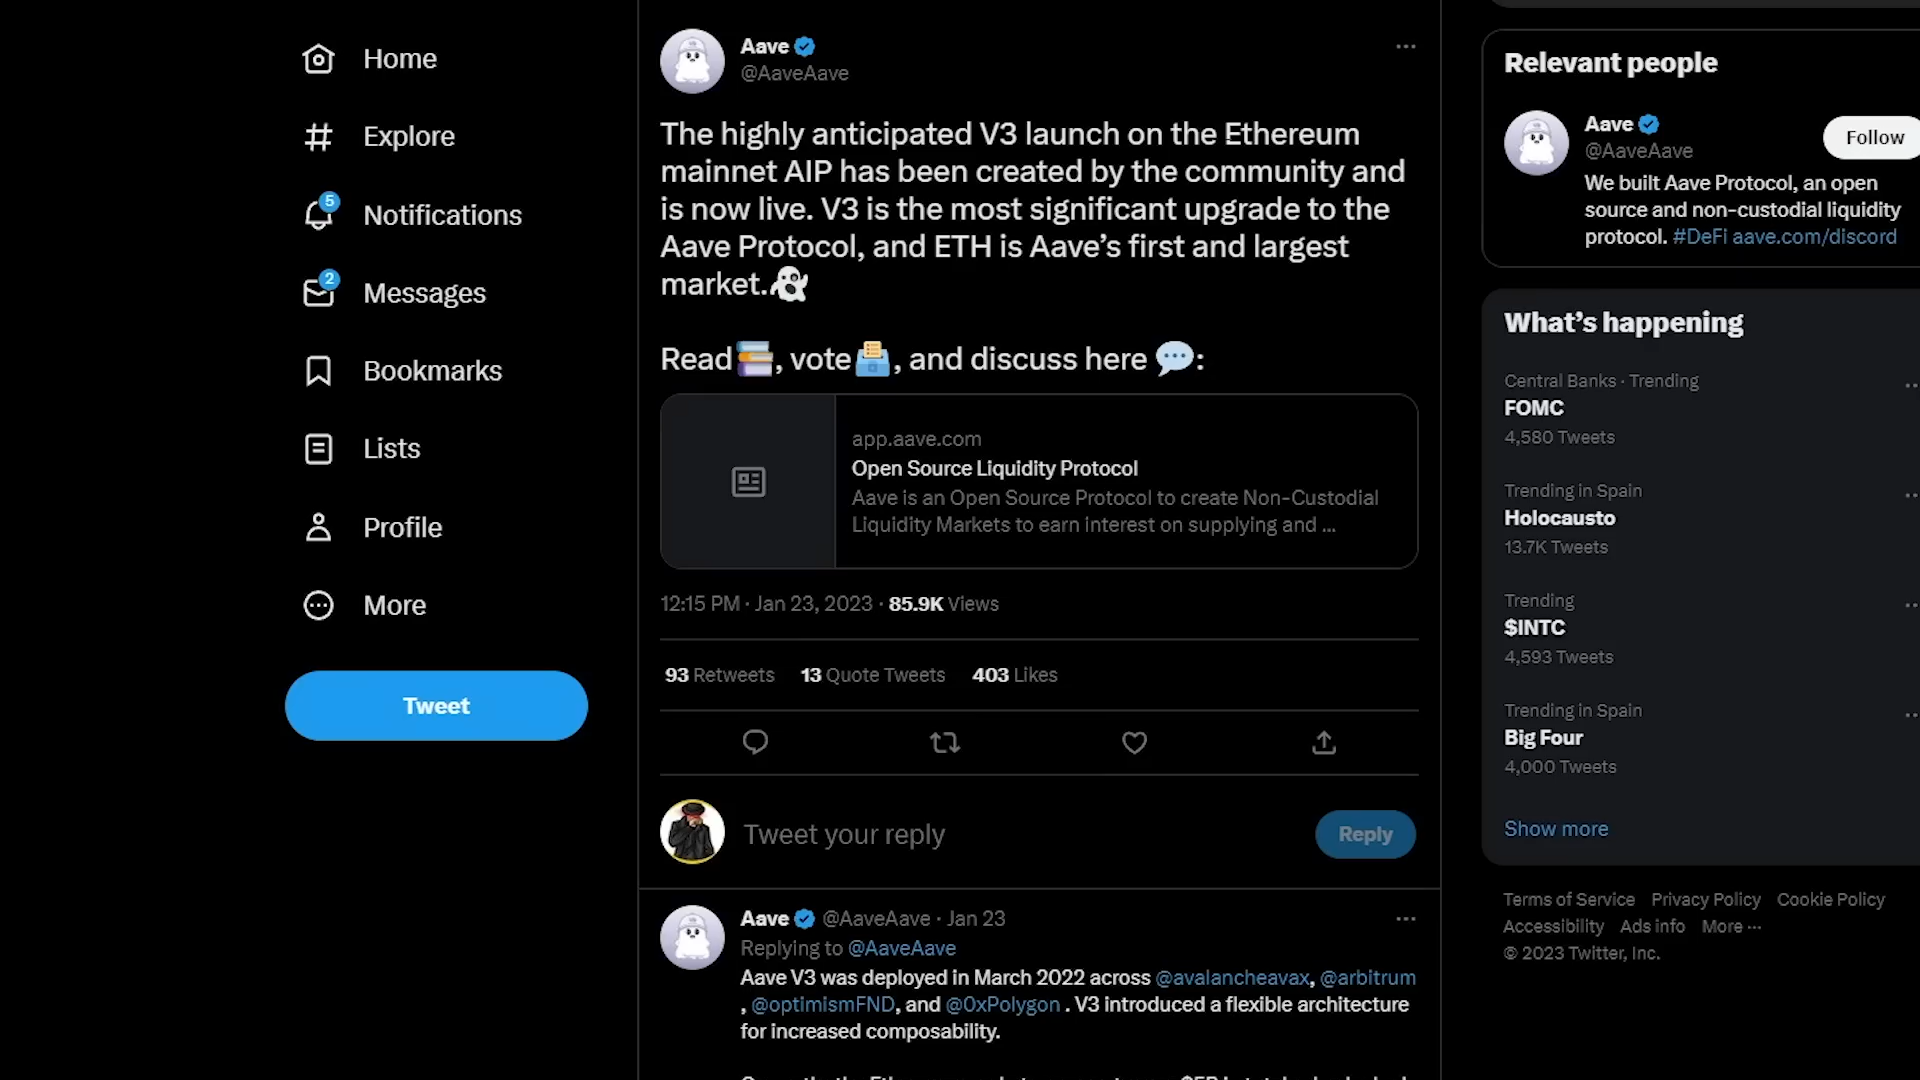 Home
Explore
5
Notifications
2
Messages
Bookmarks
Lists
Profile
More
Tweet
Aave
@AaveAave
The highly anticipated V3 launch on the Ethereum
mainnet AIP has been created by the community and
is now live. V3 is the most significant upgrade to the
Aave Protocol, and ETH is Aave’s first and largest
market.👻
Read📚, vote🗳️, and discuss here 💬:
app.aave.com
Open Source Liquidity Protocol
Aave is an Open Source Protocol to create Non-Custodial
Liquidity Markets to earn interest on supplying and ...
12:15 PM · Jan 23, 2023 · 85.9K Views
93 Retweets 13 Quote Tweets 403 Likes
Tweet your reply
Reply
Aave @AaveAave · Jan 23
Replying to @AaveAave
Aave V3 was deployed in March 2022 across @avalancheavax, @arbitrum
, @optimismFND, and @0xPolygon . V3 introduced a flexible architecture
for increased composability.
Relevant people
Aave
@AaveAave
Follow
We built Aave Protocol, an open
source and non-custodial liquidity
protocol. #DeFi aave.com/discord
What’s happening
Central Banks · Trending
FOMC
4,580 Tweets
Trending in Spain
Holocausto
13.7K Tweets
Trending
$INTC
4,593 Tweets
Trending in Spain
Big Four
4,000 Tweets
Show more
Terms of Service Privacy Policy Cookie Policy
Accessibility Ads info More ...
© 2023 Twitter, Inc.